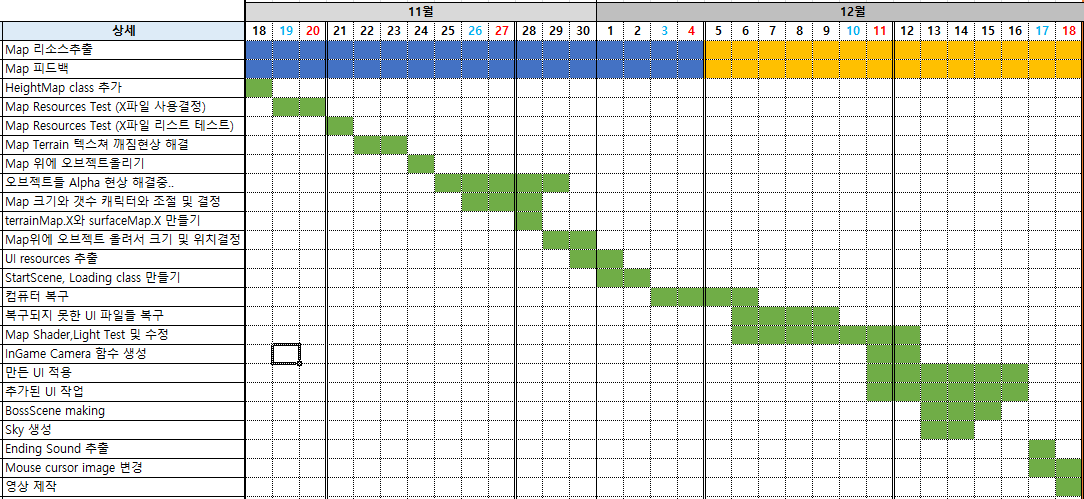 11월 12월
상세 18 19 20 21 22 23 24 25 26 27 28 29 30 1 2 3 4 5 6 7 8 9 10 11 12 13 14 15 16 17 18
Map 리소스추출
Map 피드백
HeightMap class 추가
Map Resources Test (X파일 사용결정)
Map Resources Test (X파일 리스트 테스트)
Map Terrain 텍스쳐 깨짐현상 해결
Map 위에 오브젝트올리기
오브젝트들 Alpha 현상 해결중..
Map 크기와 갯수 캐릭터와 조절 및 결정
terrainMap.X와 surfaceMap.X 만들기
Map위에 오브젝트 올려서 크기 및 위치결정
UI resources 추출
StartScene, Loading class 만들기
컴퓨터 복구
복구되지 못한 UI 파일들 복구
Map Shader,Light Test 및 수정
InGame Camera 함수 생성
만든 UI 적용
추가된 UI 작업
BossScene making
Sky 생성
Ending Sound 추출
Mouse cursor image 변경
영상 제작